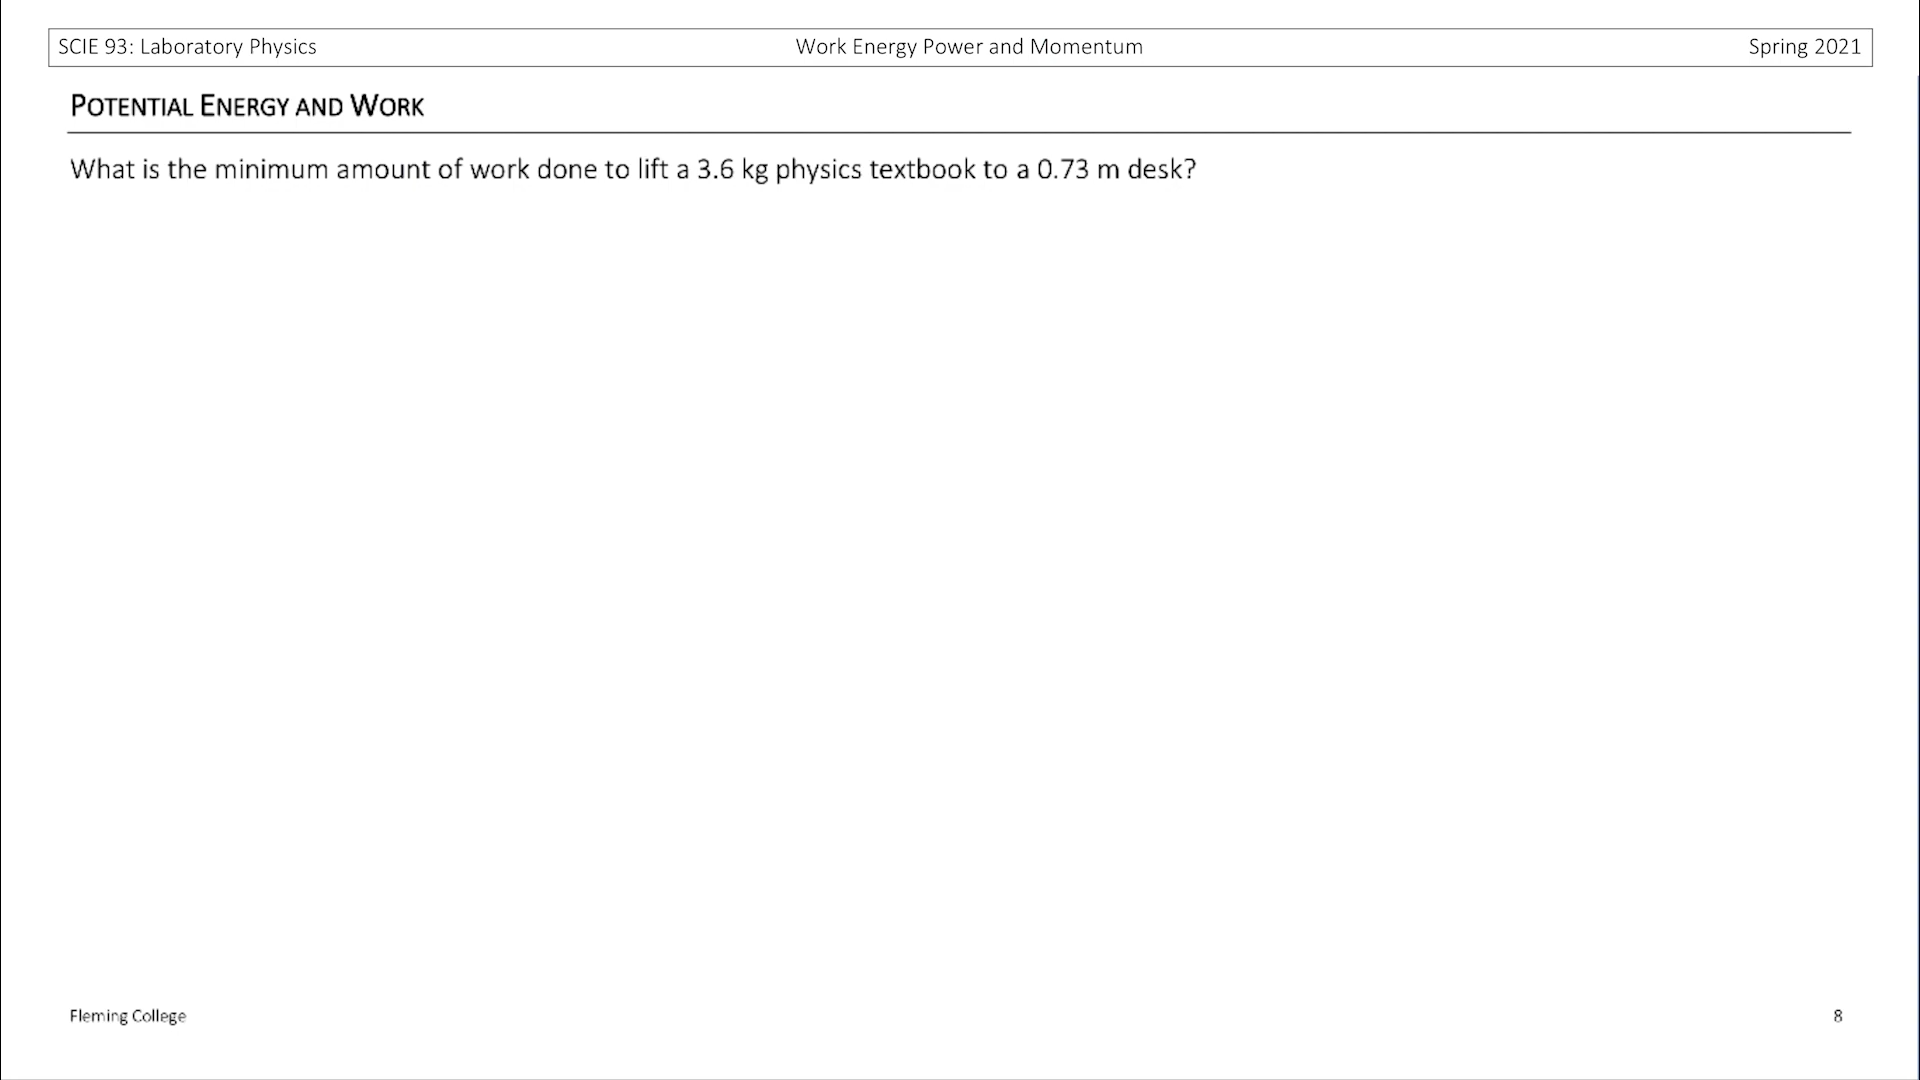 SCIE 93: Laboratory Physics Work Energy Power and Momentum Spring 2021
POTENTIAL ENERGY AND WORK
What is the minimum amount of work done to lift a 3.6 kg physics textbook to a 0.73 m desk?
Fleming College 8